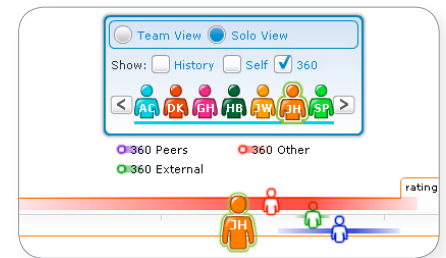 Team View Solo View
Show: History Self 360
< AC DK GH HB JW JH SP >
360 Peers 360 Other
360 External
rating
JH